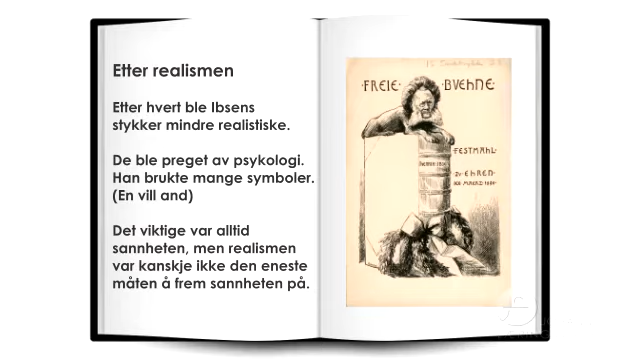 Etter realismen
Etter hvert ble Ibsens
stykker mindre realistiske.
De ble preget av psykologi.
Han brukte mange symboler.
(En vill and)
Det viktige var alltid
sannheten, men realismen
var kanskje ikke den eneste
måten å frem sannheten på.
FREIE BVEHNE
FESTMAHL
ZV EHREN